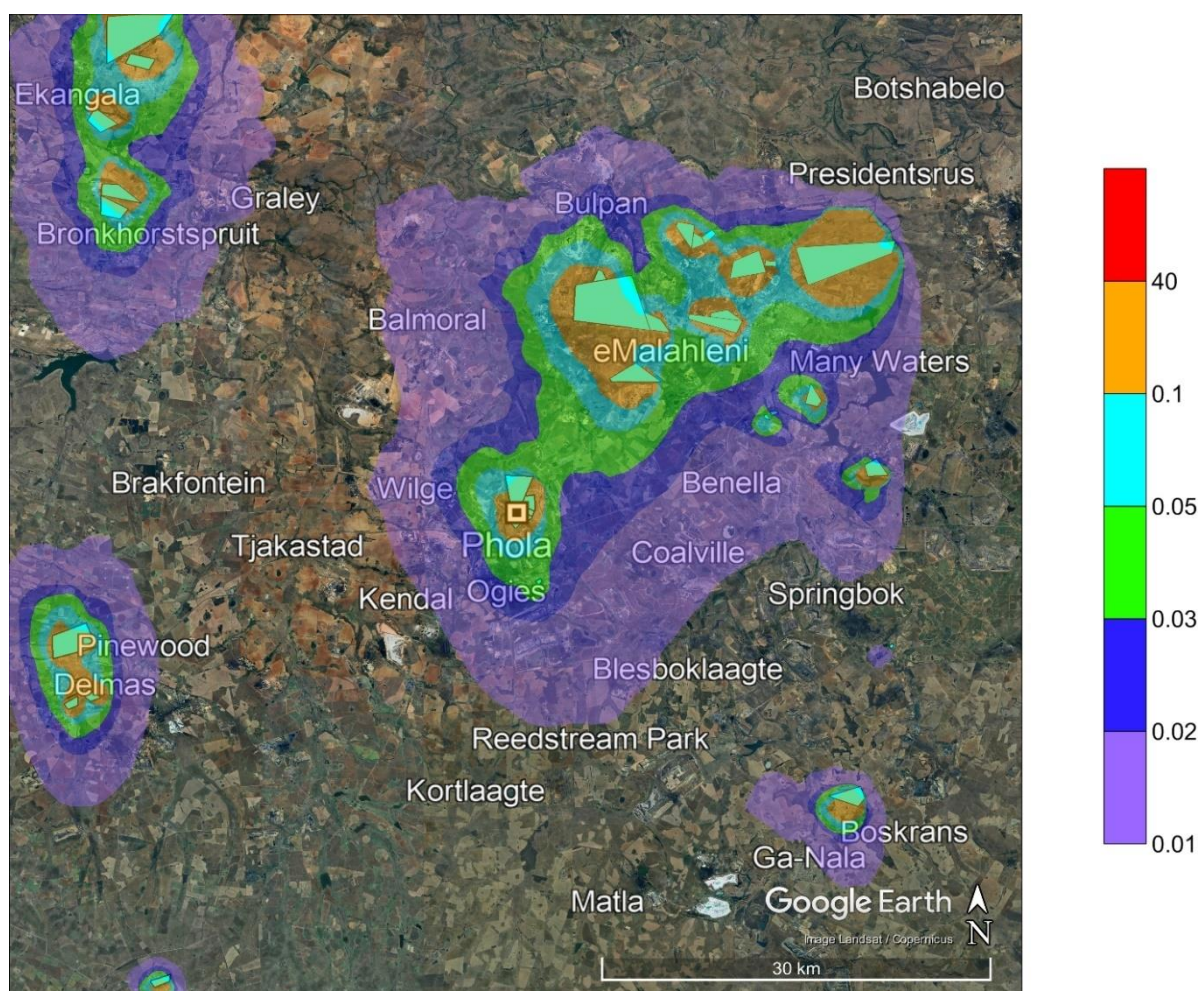 Botshabelo
Ekangala
Presidentsrus
Graley
Bulpan
Bronkhorstspruit
Balmoral
eMalahleni
Many Waters
Brakfontein
Wilge
Benella
Tjakastad
Phola
Coalville
Kendal
Ogies
Springbok
Pinewood
Blesboklaagte
Delmas
Reedstream Park
Kortlaagte
Boskrans
Ga-Nala
Matla
Google Earth
Image Landsat / Copernicus
N
30 km
40
0.1
0.05
0.03
0.02
0.01